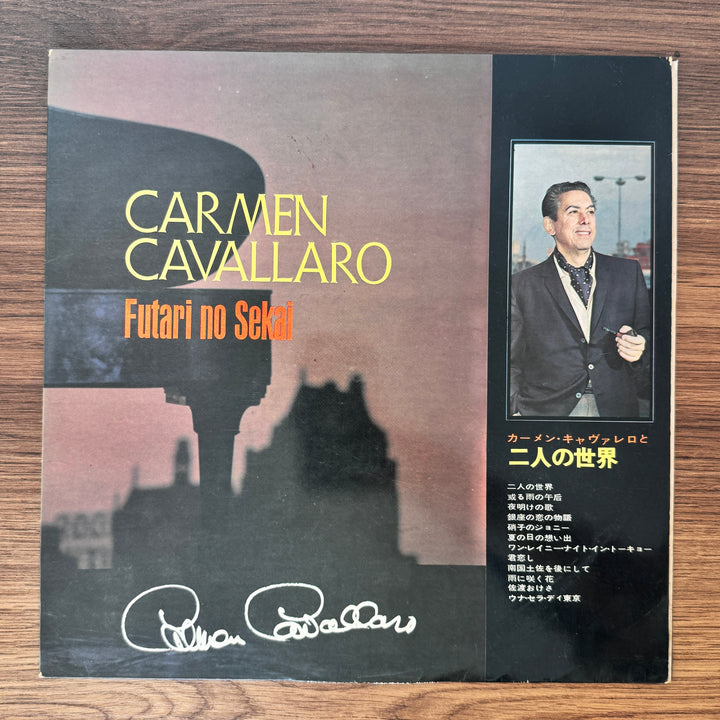 CARMEN
CAVALLARO
Futari no Sekai
カーメン・キャヴァレロと
二人の世界
二人の世界
或る雨の午后
夜明けの歌
銀座の恋の物語
硝子のジョニー
夏の日の想い出
ワン・レイニー・ナイト・イン・トーキョー
君恋し
南国土佐を後にして
雨に咲く花
佐渡おけさ
ウナ・セラ・ディ東京
Carmen Cavallaro